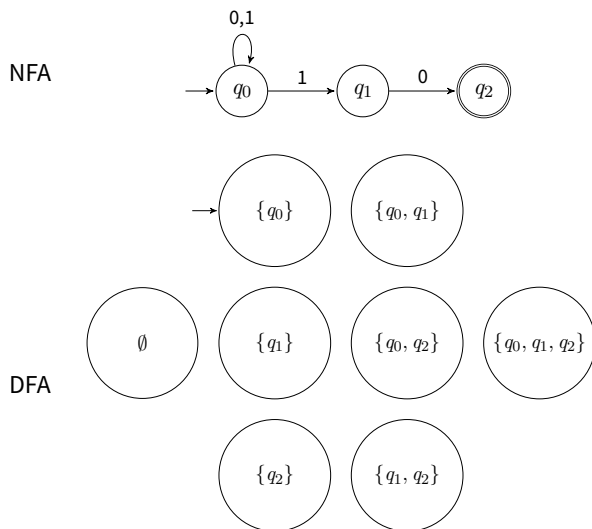 0,1
NFA
q₀ 1 q₁ 0 q₂
{q₀} {q₀, q₁}
∅ {q₁} {q₀, q₂} {q₀, q₁, q₂}
DFA
{q₂} {q₁, q₂}